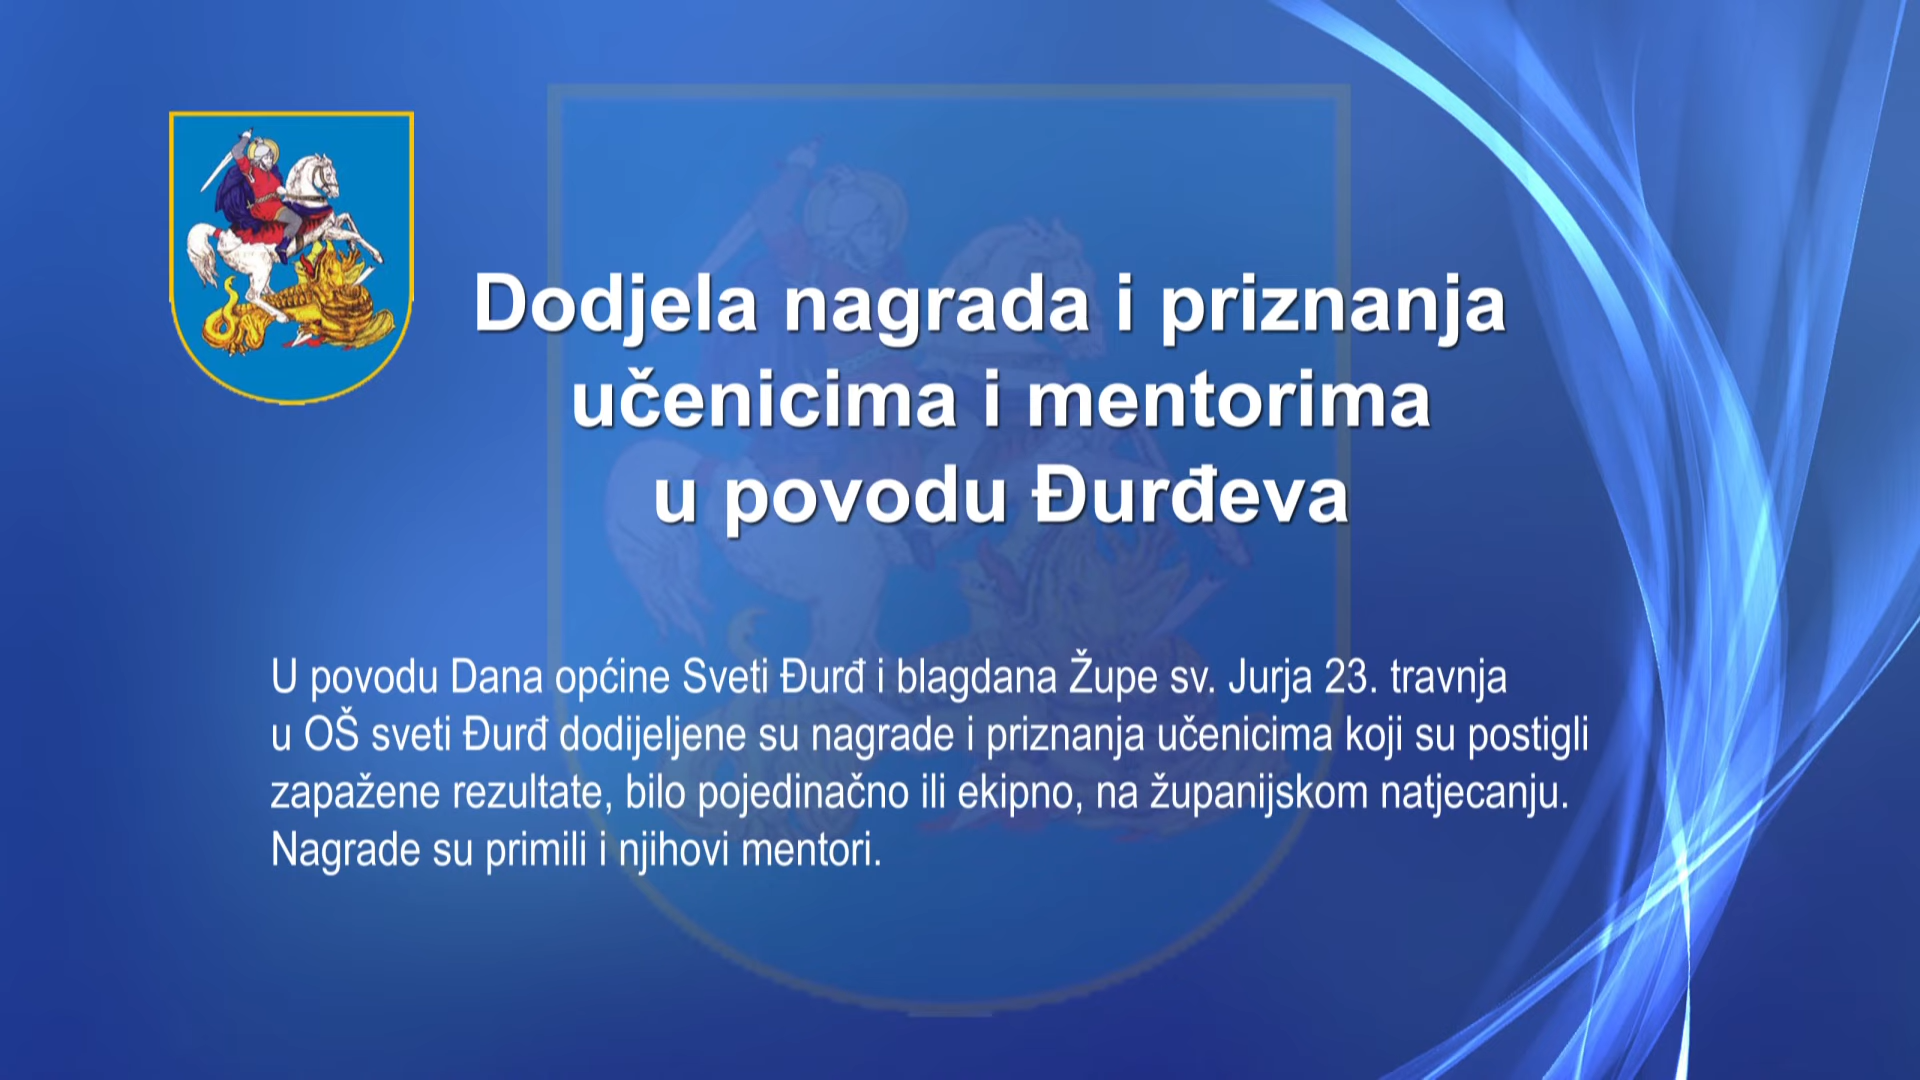 Dodjela nagrada i priznanja
učenicima i mentorima
u povodu Đurđeva
U povodu Dana općine Sveti Đurđ i blagdana Župe sv. Jurja 23. travnja
u OŠ sveti Đurđ dodijeljene su nagrade i priznanja učenicima koji su postigli
zapažene rezultate, bilo pojedinačno ili ekipno, na županijskom natjecanju.
Nagrade su primili i njihovi mentori.